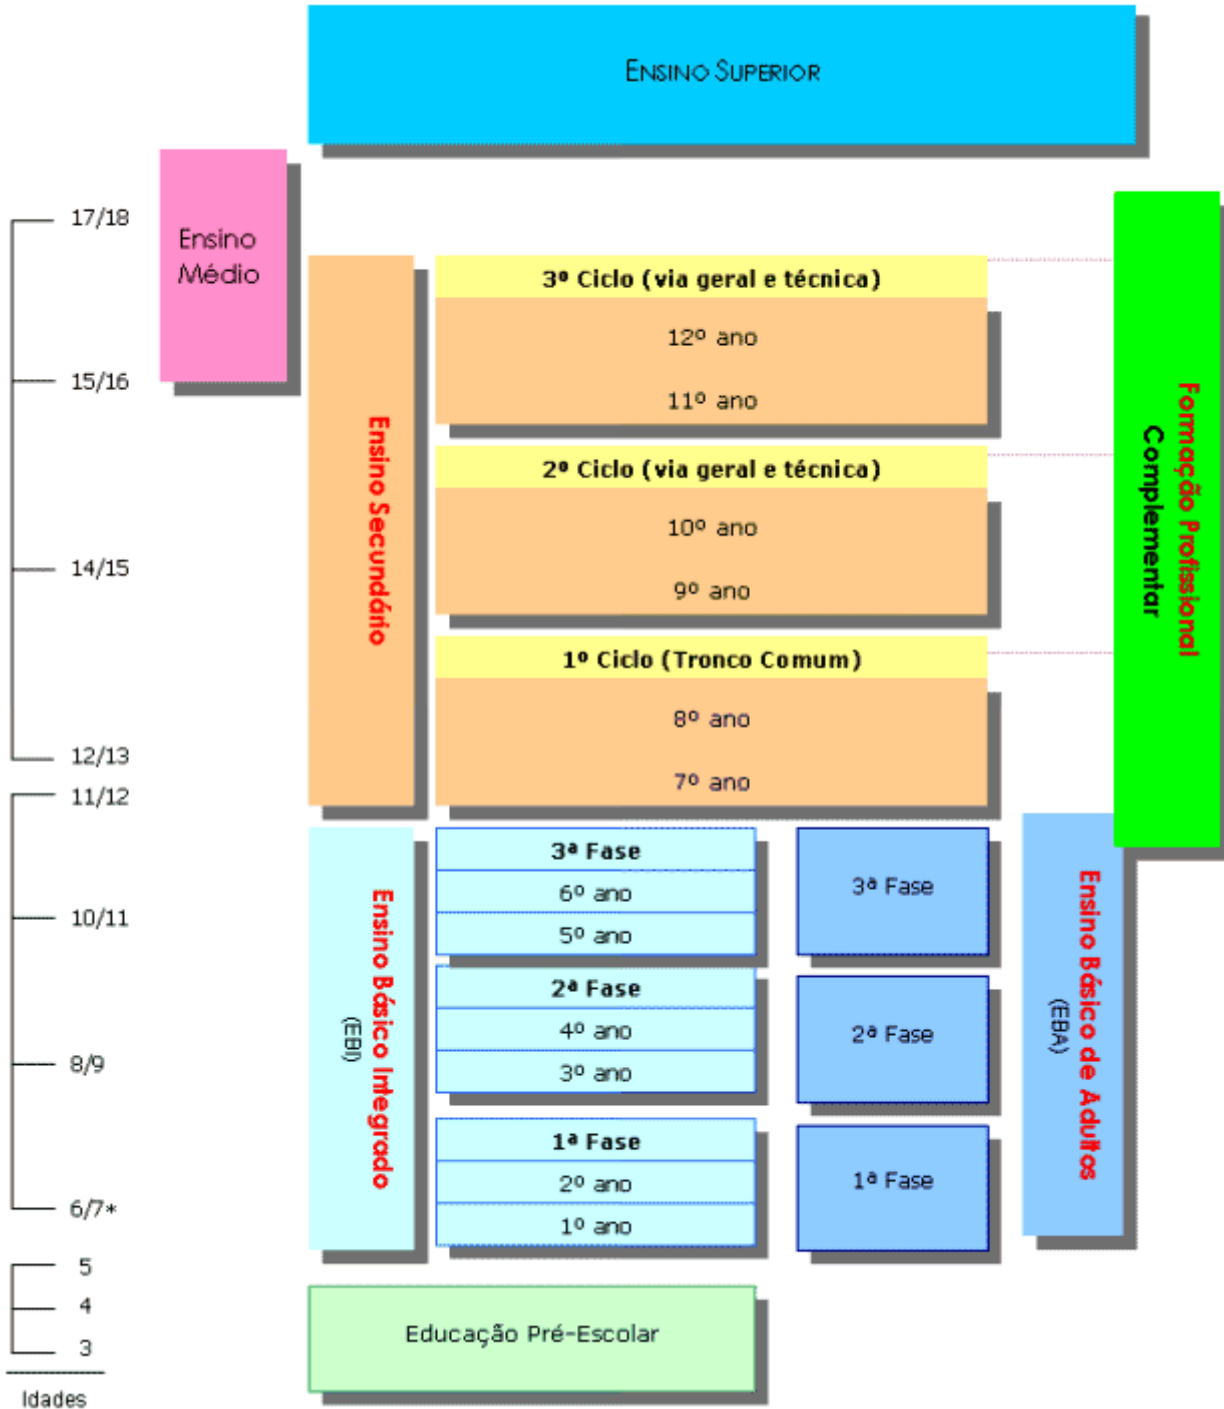 ENSINO SUPERIOR
17/18
Ensino
Médio
3º Ciclo (via geral e técnica)
12º ano
15/16
11º ano
Ensino Secundário
Formação Profissional
Complementar
2º Ciclo (via geral e técnica)
10º ano
14/15
9º ano
1º Ciclo (Tronco Comum)
8º ano
12/13
7º ano
11/12
3ª Fase
6º ano
5º ano
3ª Fase
10/11
Ensino Básico Integrado
(EBI)
Ensino Básico de Adultos
(EBA)
2ª Fase
4º ano
3º ano
2ª Fase
8/9
1ª Fase
2º ano
1º ano
1ª Fase
6/7*
5
4
3
Educação Pré-Escolar
Idades